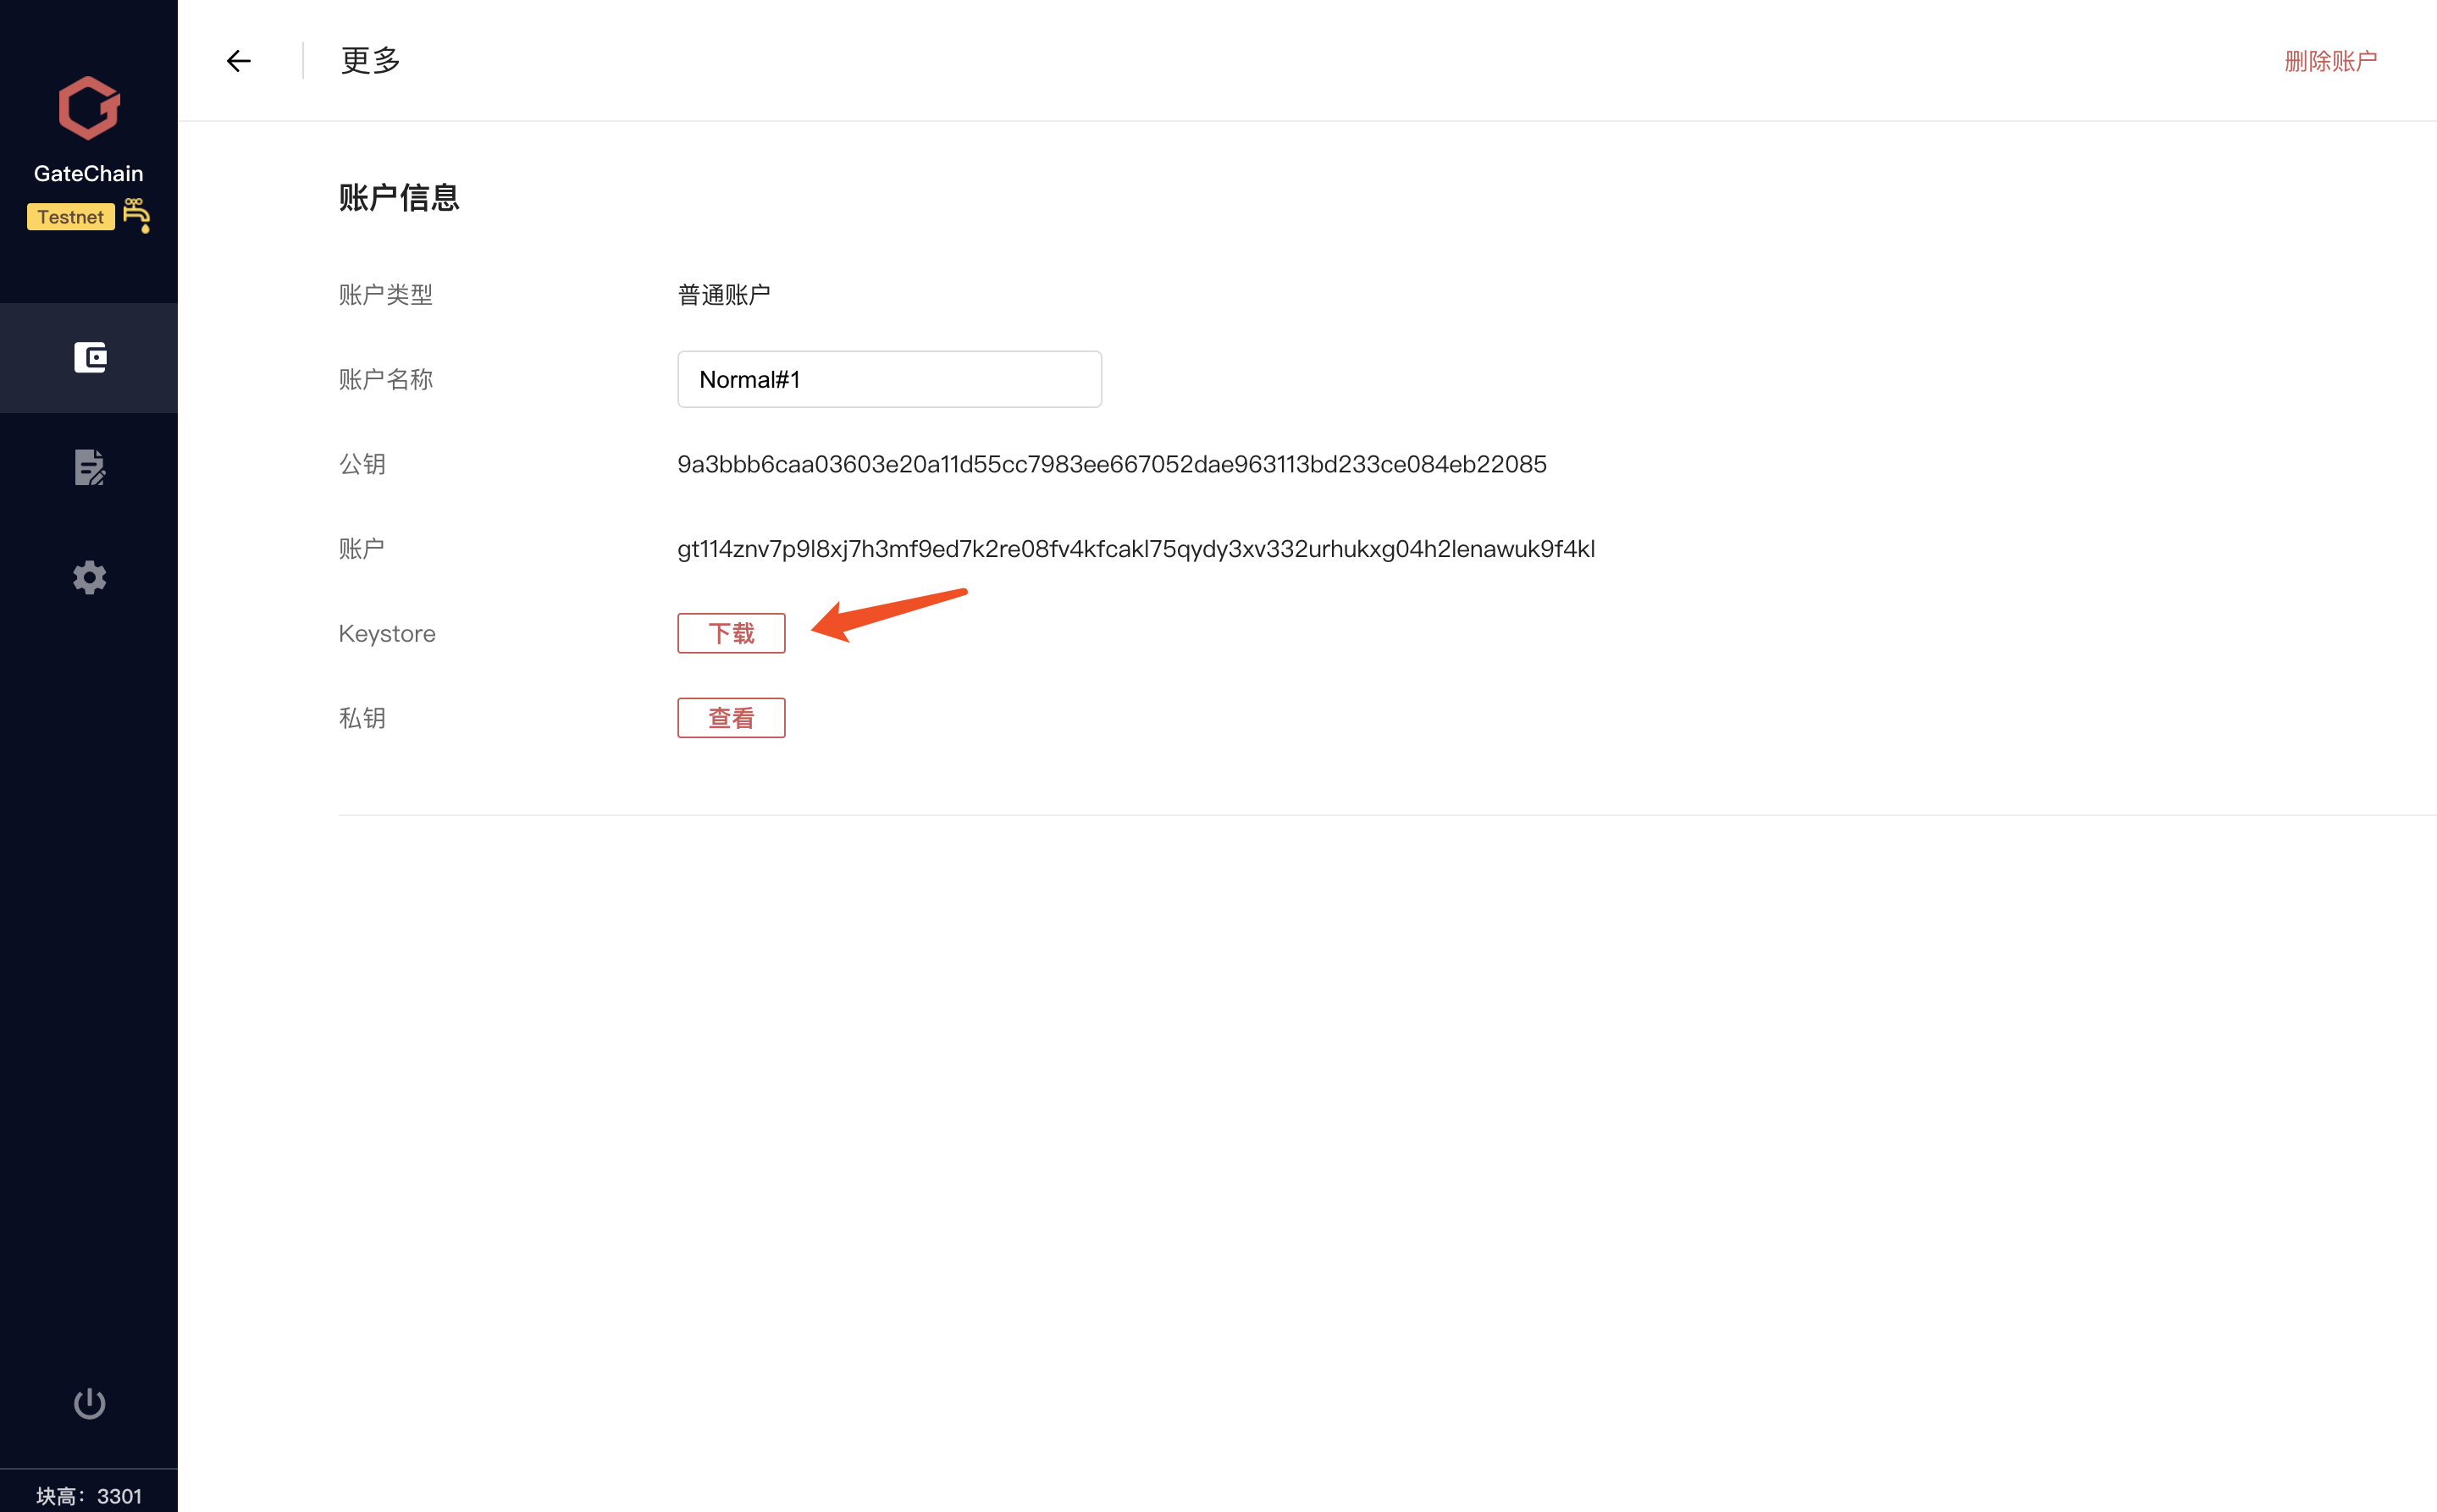 GateChain
Testnet
块高：3301
更多
删除账户
账户信息
账户类型 普通账户
账户名称 Normal#1
公钥 9a3bbb6caa03603e20a11d55cc7983ee667052dae963113bd233ce084eb22085
账户 gt114znv7p9l8xj7h3mf9ed7k2re08fv4kfcakl75qydy3xv332urhukxg04h2lenawuk9f4kl
Keystore 下载
私钥 查看